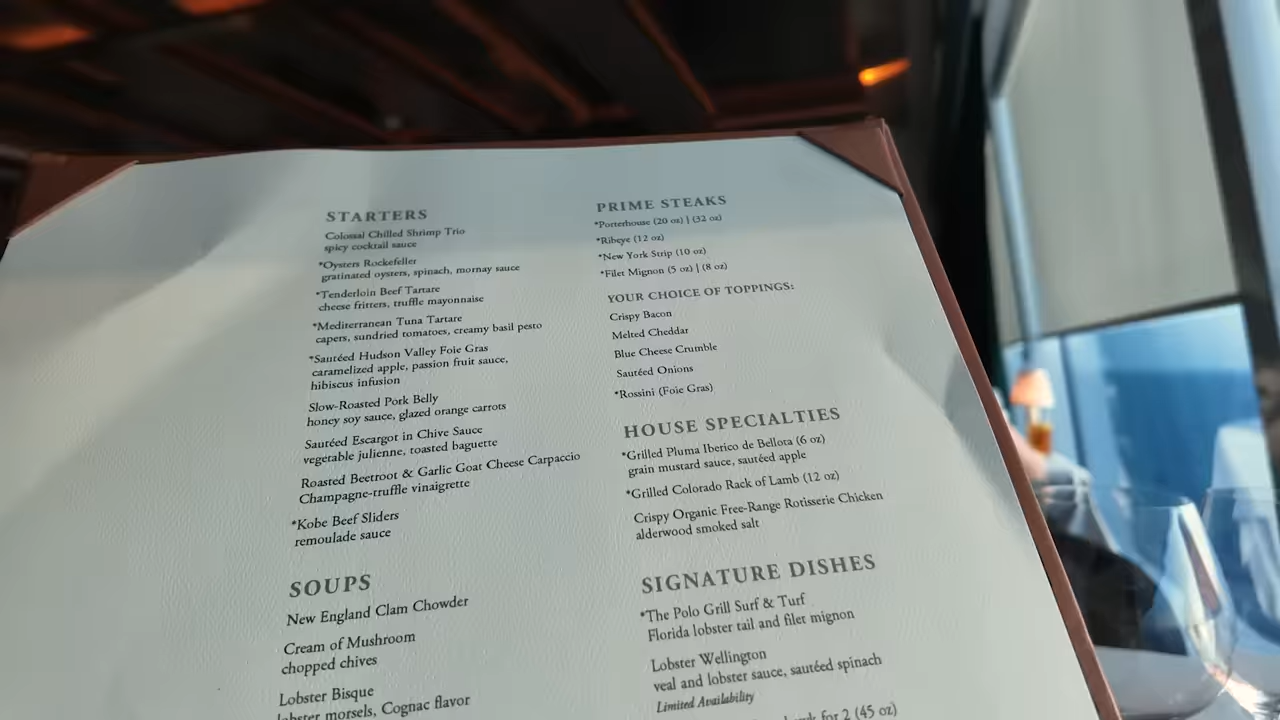 STARTERS
Colossal Chilled Shrimp Trio
spicy cocktail sauce
*Oysters Rockefeller
gratinated oysters, spinach, mornay sauce
*Tenderloin Beef Tartare
cheese fritters, truffle mayonnaise
*Mediterranean Tuna Tartare
capers, sundried tomatoes, creamy basil pesto
*Sautéed Hudson Valley Foie Gras
caramelized apple, passion fruit sauce,
hibiscus infusion
Slow-Roasted Pork Belly
honey soy sauce, glazed orange carrots
Sautéed Escargot in Chive Sauce
vegetable julienne, toasted baguette
Roasted Beetroot & Garlic Goat Cheese Carpaccio
Champagne-truffle vinaigrette
*Kobe Beef Sliders
remoulade sauce
SOUPS
New England Clam Chowder
Cream of Mushroom
chopped chives
Lobster Bisque
lobster morsels, Cognac flavor
PRIME STEAKS
*Porterhouse (20 oz) | (32 oz)
*Ribeye (12 oz)
*New York Strip (10 oz)
*Filet Mignon (5 oz) | (8 oz)
YOUR CHOICE OF TOPPINGS:
Crispy Bacon
Melted Cheddar
Blue Cheese Crumble
Sautéed Onions
*Rossini (Foie Gras)
HOUSE SPECIALTIES
*Grilled Pluma Iberico de Bellota (6 oz)
grain mustard sauce, sautéed apple
*Grilled Colorado Rack of Lamb (12 oz)
Crispy Organic Free-Range Rotisserie Chicken
alderwood smoked salt
SIGNATURE DISHES
*The Polo Grill Surf & Turf
Florida lobster tail and filet mignon
Lobster Wellington
veal and lobster sauce, sautéed spinach
Limited Availability
for 2 (45 oz)